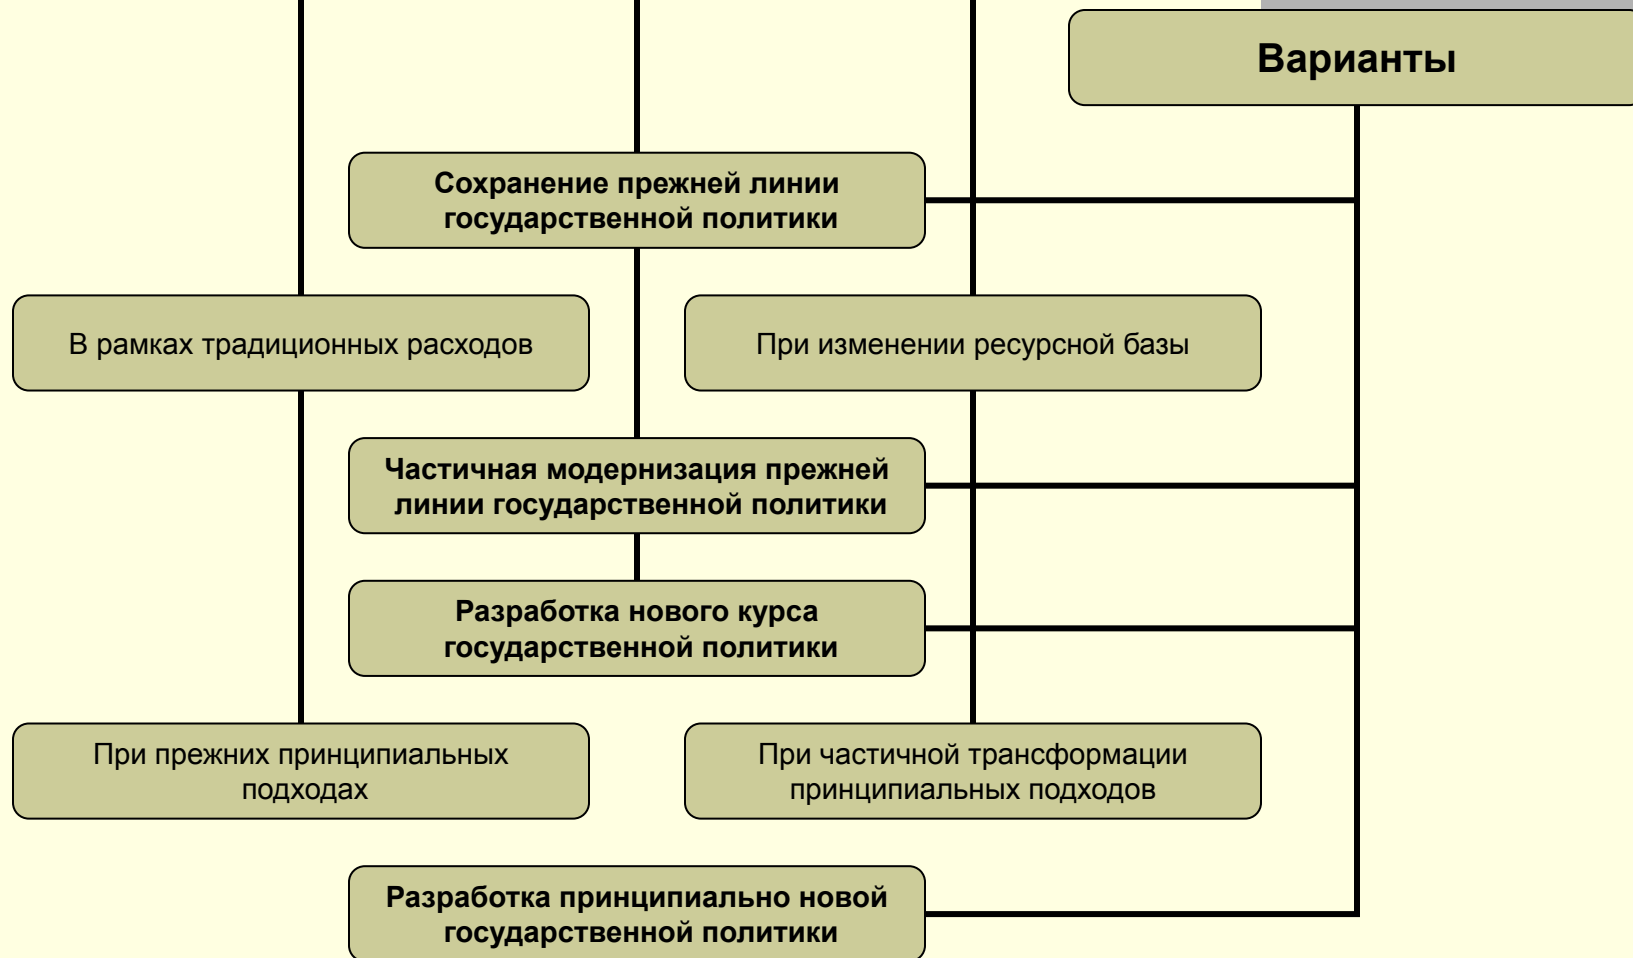 Варианты
Сохранение прежней линии
государственной политики
В рамках традиционных расходов
При изменении ресурсной базы
Частичная модернизация прежней
линии государственной политики
Разработка нового курса
государственной политики
При прежних принципиальных
подходах
При частичной трансформации
принципиальных подходов
Разработка принципиально новой
государственной политики